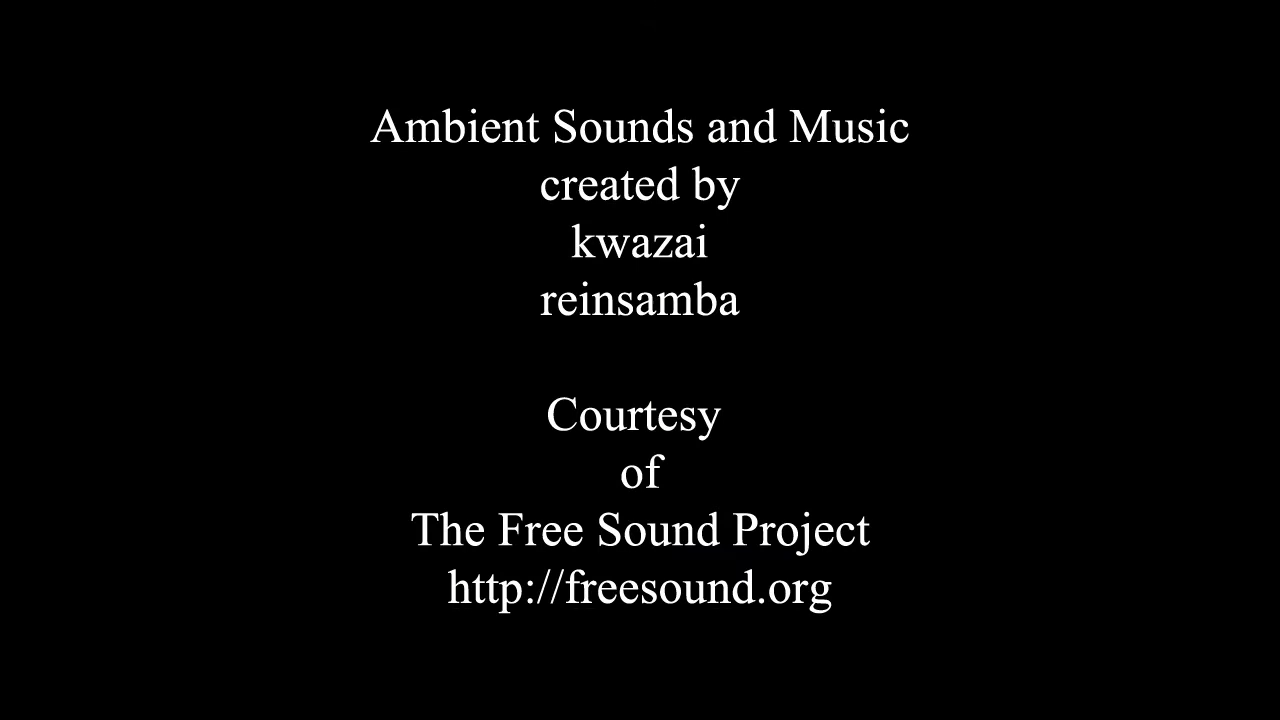 Ambient Sounds and Music
created by
kwazai
reinsamba
Courtesy
of
The Free Sound Project
http://freesound.org